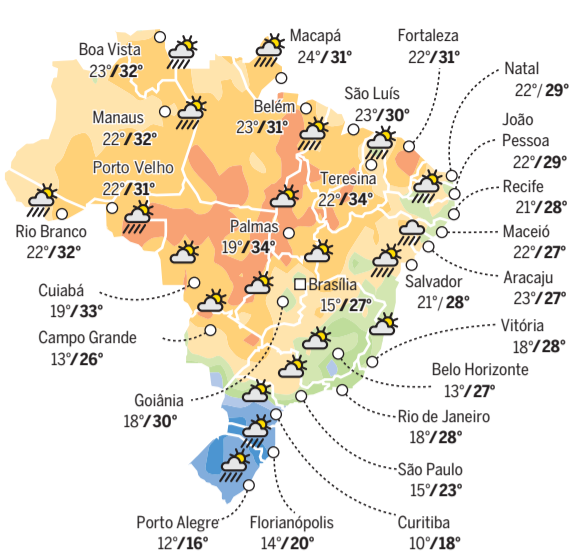 Boa Vista
23°/32°
Macapá
24°/31°
Fortaleza
22°/31°
Natal
22°/29°
Manaus
22°/32°
Belém
23°/31°
São Luís
23°/30°
João
Pessoa
22°/29°
Porto Velho
22°/31°
Teresina
22°/34°
Recife
21°/28°
Rio Branco
22°/32°
Palmas
19°/34°
Maceió
22°/27°
Aracaju
23°/27°
Cuiabá
19°/33°
Brasília
15°/27°
Salvador
21°/28°
Campo Grande
13°/26°
Vitória
18°/28°
Belo Horizonte
13°/27°
Goiânia
18°/30°
Rio de Janeiro
18°/28°
São Paulo
15°/23°
Porto Alegre
12°/16°
Florianópolis
14°/20°
Curitiba
10°/18°